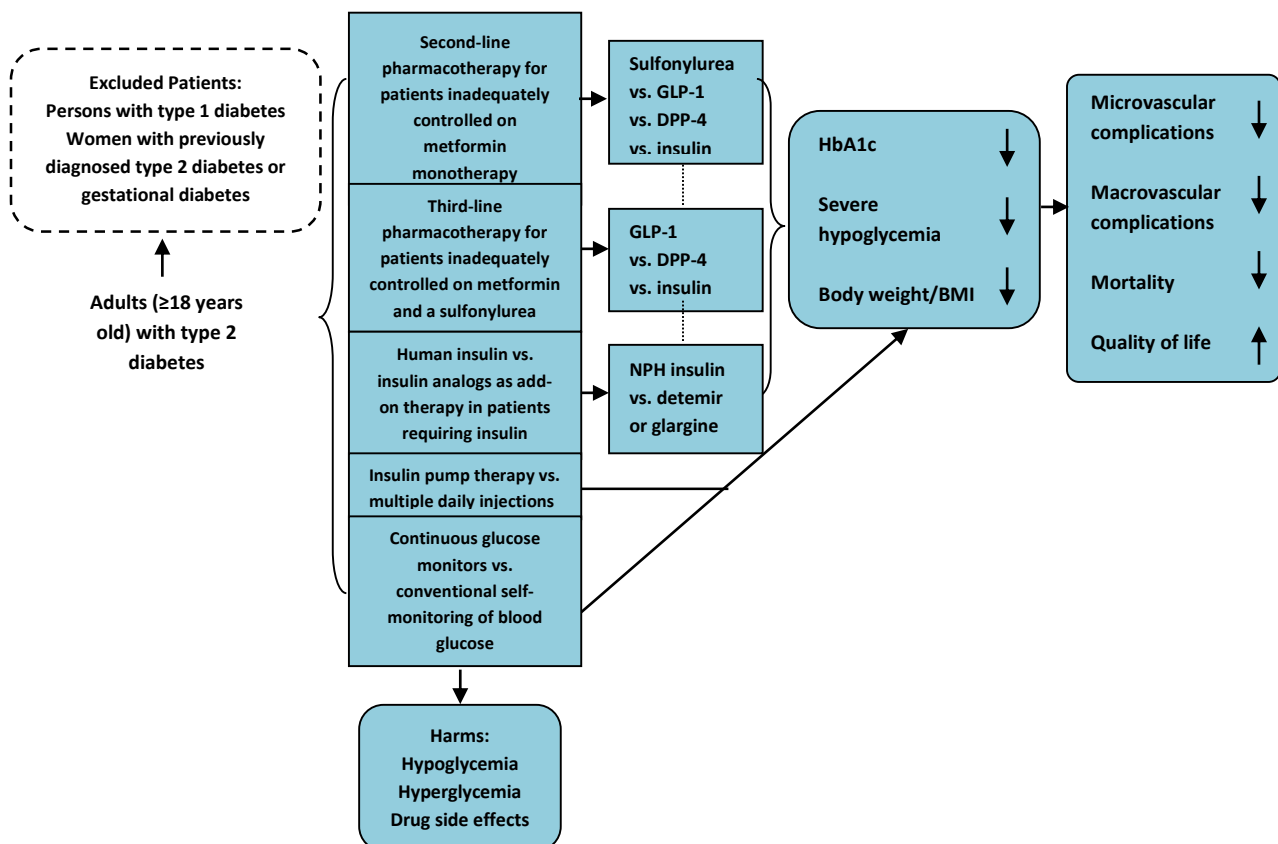 Excluded Patients:
Persons with type 1 diabetes
Women with previously
diagnosed type 2 diabetes or
gestational diabetes
Adults (≥18 years
old) with type 2
diabetes
Second-line
pharmacotherapy for
patients inadequately
controlled on
metformin
monotherapy
Third-line
pharmacotherapy for
patients inadequately
controlled on metformin
and a sulfonylurea
Human insulin vs.
insulin analogs as add-
on therapy in patients
requiring insulin
Insulin pump therapy vs.
multiple daily injections
Continuous glucose
monitors vs.
conventional self-
monitoring of blood
glucose
Harms:
Hypoglycemia
Hyperglycemia
Drug side effects
Sulfonylurea
vs. GLP-1
vs. DPP-4
vs. insulin
GLP-1
vs. DPP-4
vs. insulin
NPH insulin
vs. detemir
or glargine
HbA1c
Severe
hypoglycemia
Body weight/BMI
Microvascular
complications
Macrovascular
complications
Mortality
Quality of life